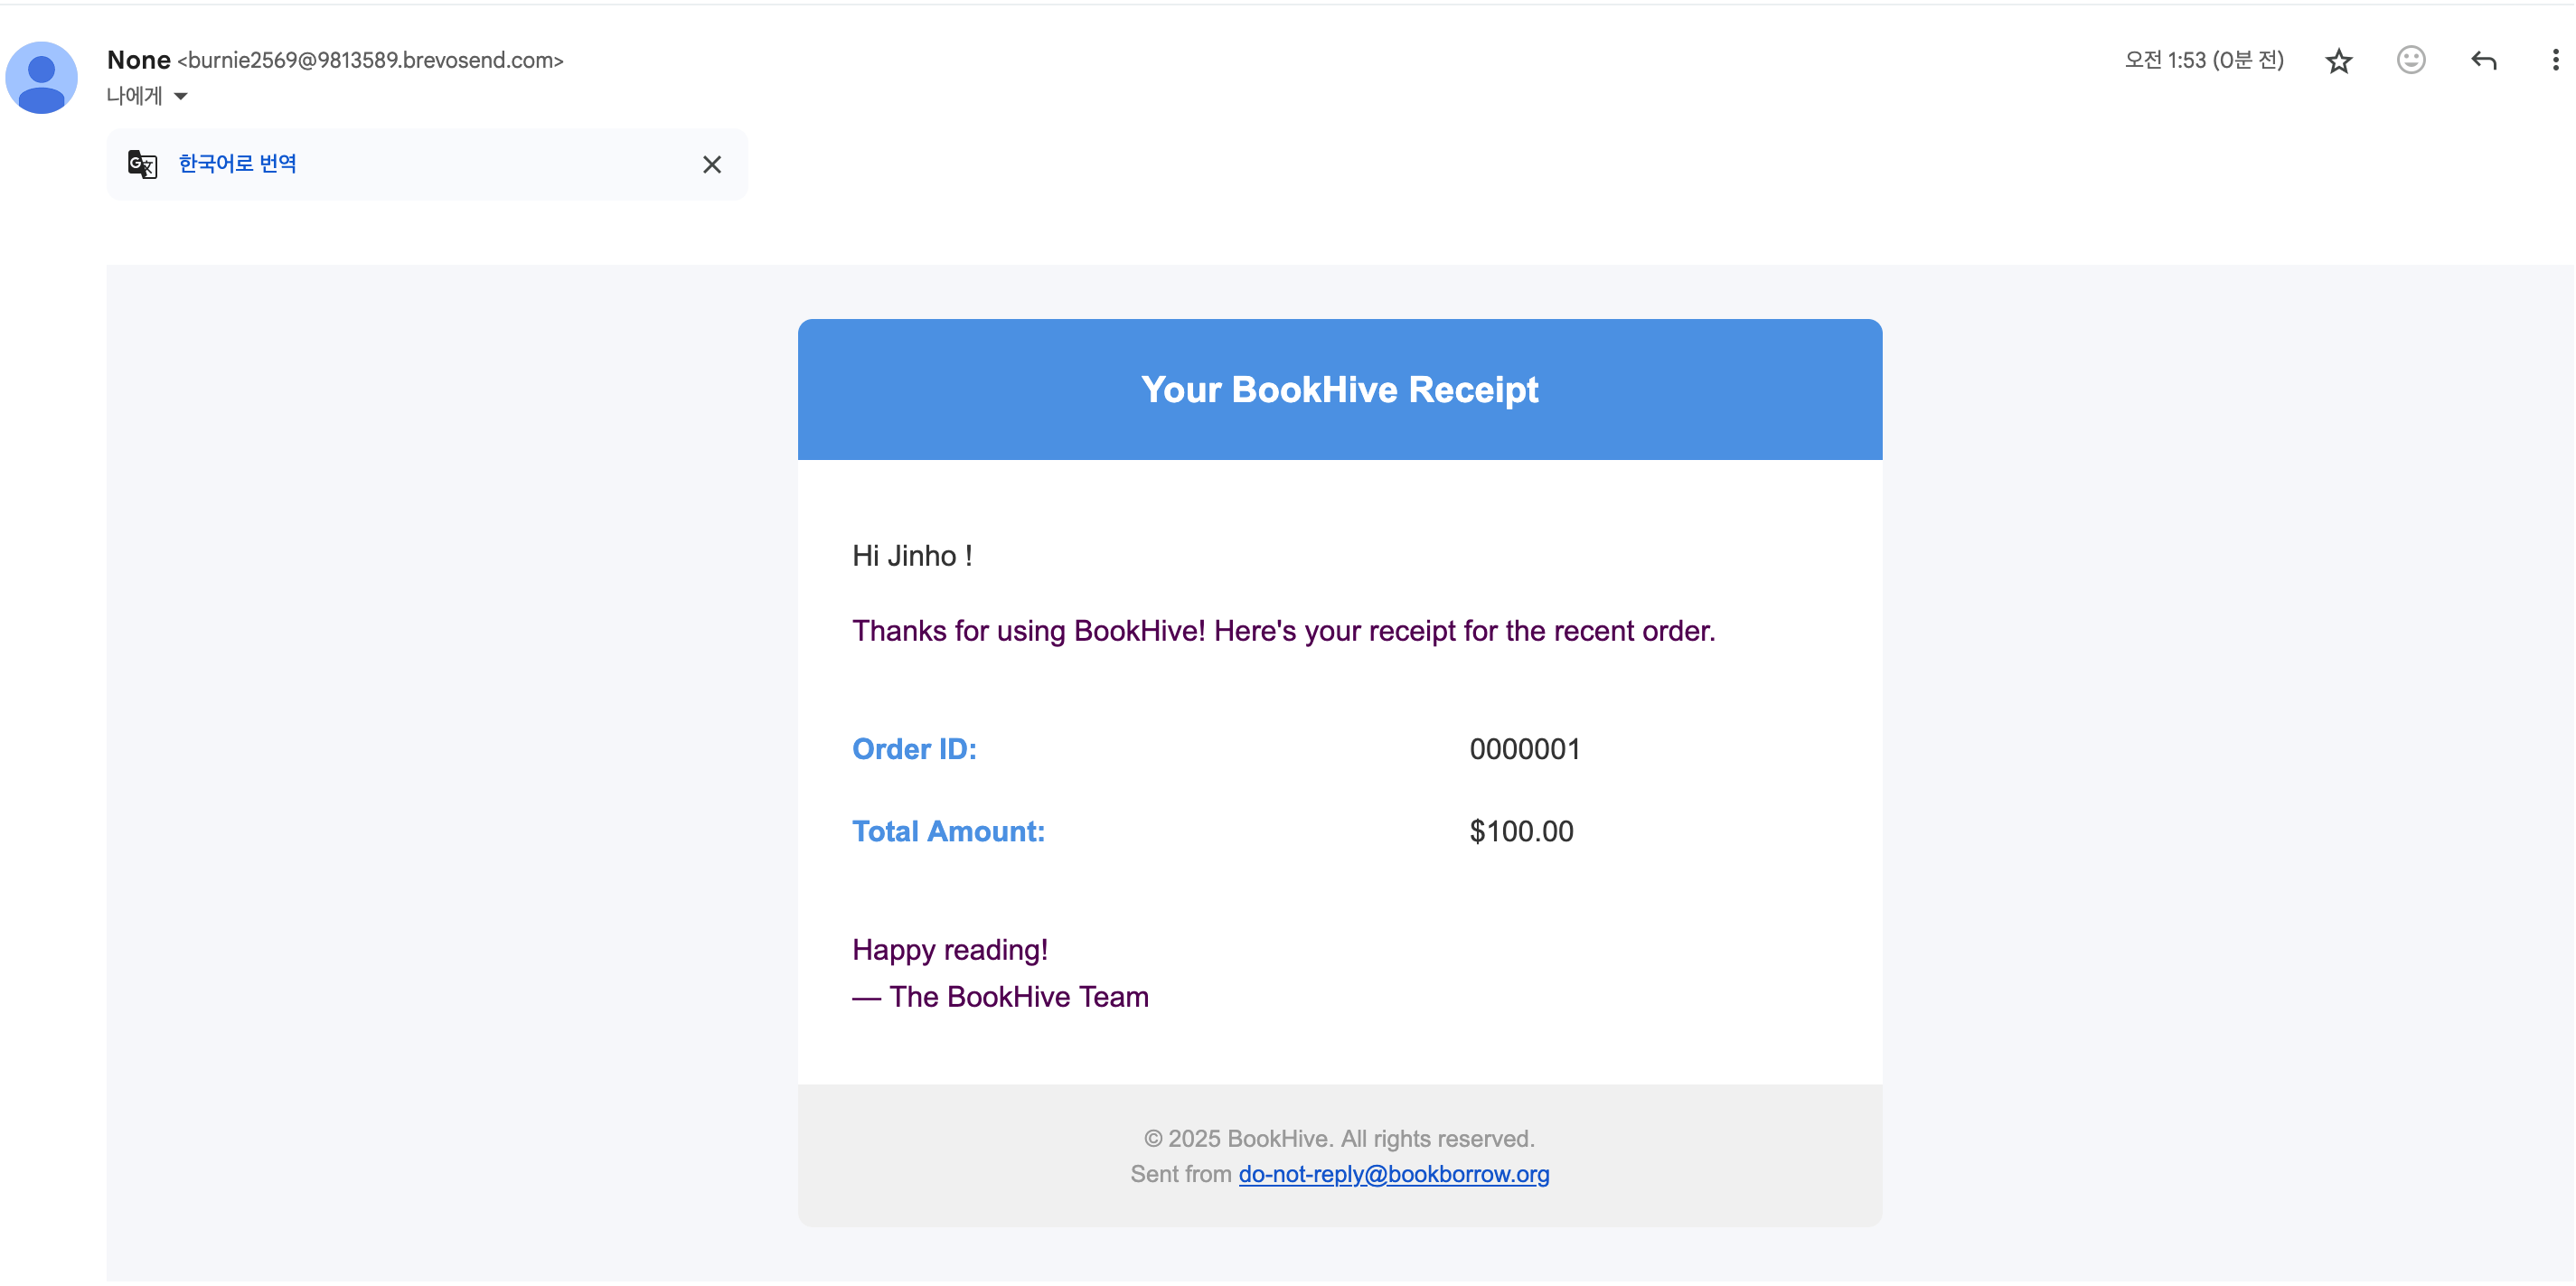 None <burnie2569@9813589.brevosend.com>
오전 1:53 (0분 전)
나에게
한국어로 번역
Your BookHive Receipt
Hi Jinho !
Thanks for using BookHive! Here's your receipt for the recent order.
Order ID: 0000001
Total Amount: $100.00
Happy reading!
— The BookHive Team
© 2025 BookHive. All rights reserved.
Sent from do-not-reply@bookborrow.org